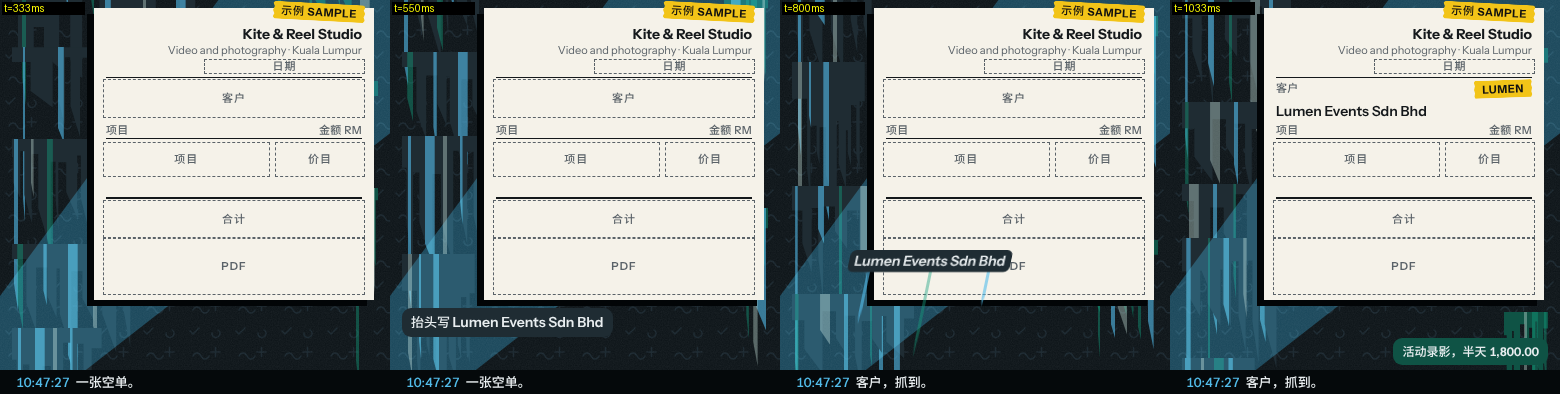 t=333ms
示例 SAMPLE
Kite & Reel Studio
Video and photography · Kuala Lumpur
日期
客户
项目 金额 RM
项目 价目
合计
PDF
10:47:27 一张空单。
t=550ms
示例 SAMPLE
Kite & Reel Studio
Video and photography · Kuala Lumpur
日期
客户
项目 金额 RM
项目 价目
合计
PDF
抬头写 Lumen Events Sdn Bhd
10:47:27 一张空单。
t=800ms
示例 SAMPLE
Kite & Reel Studio
Video and photography · Kuala Lumpur
日期
客户
项目 金额 RM
项目 价目
合计
Lumen Events Sdn Bhd
DF
10:47:27 客户，抓到。
t=1033ms
示例 SAMPLE
Kite & Reel Studio
Video and photography · Kuala Lumpur
日期
客户 LUMEN
Lumen Events Sdn Bhd
项目 金额 RM
项目 价目
合计
PDF
活动录影，半天 1,800.00
10:47:27 客户，抓到。